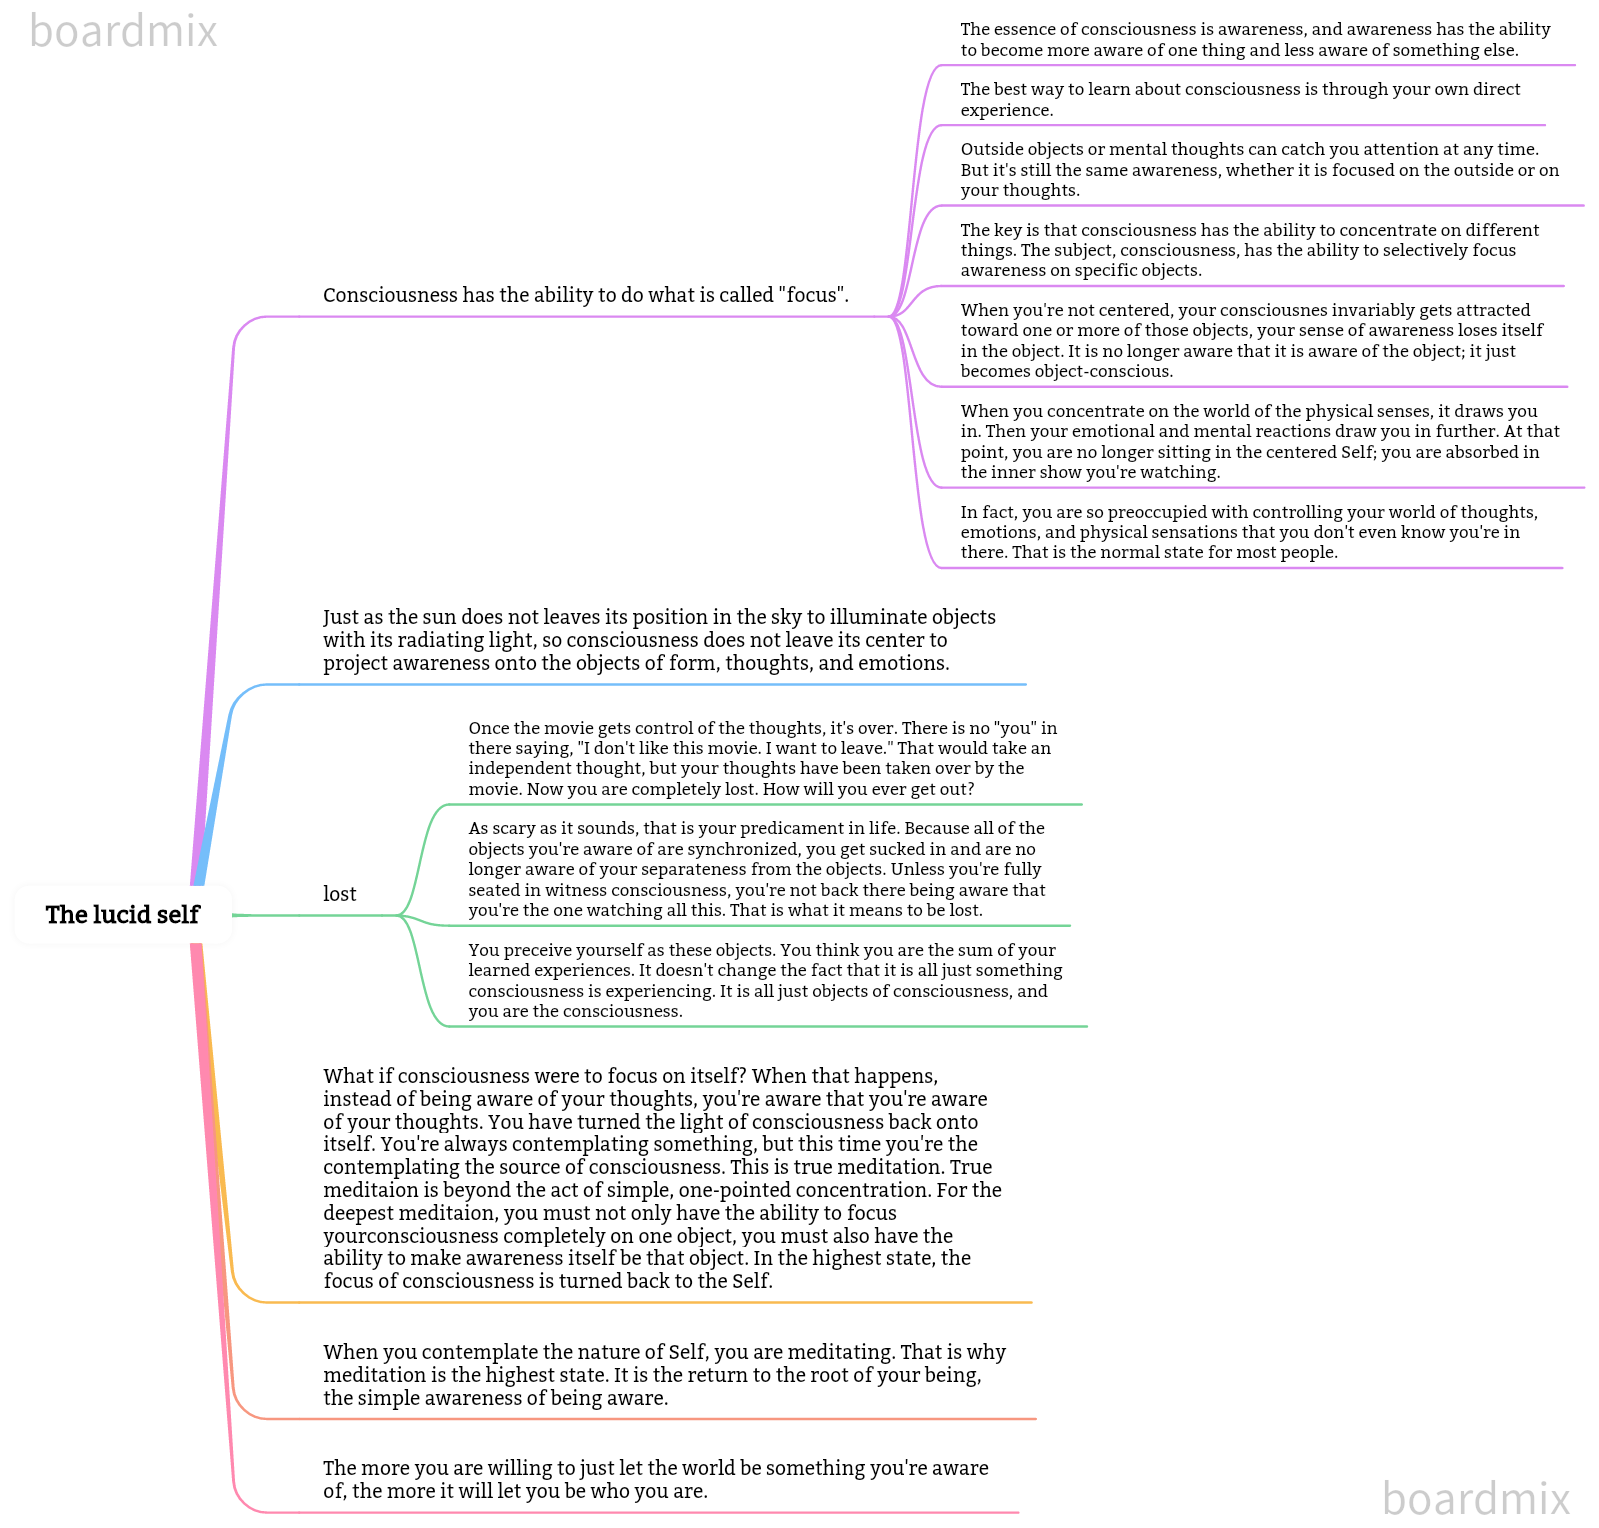 boardmix
The essence of consciousness is awareness, and awareness has the ability
to become more aware of one thing and less aware of something else.
The best way to learn about consciousness is through your own direct
experience.
Outside objects or mental thoughts can catch you attention at any time.
But it's still the same awareness, whether it is focused on the outside or on
your thoughts.
The key is that consciousness has the ability to concentrate on different
things. The subject, consciousness, has the ability to selectively focus
awareness on specific objects.
Consciousness has the ability to do what is called "focus".
When you're not centered, your consciousnes invariably gets attracted
toward one or more of those objects, your sense of awareness loses itself
in the object. It is no longer aware that it is aware of the object; it just
becomes object-conscious.
When you concentrate on the world of the physical senses, it draws you
in. Then your emotional and mental reactions draw you in further. At that
point, you are no longer sitting in the centered Self; you are absorbed in
the inner show you're watching.
In fact, you are so preoccupied with controlling your world of thoughts,
emotions, and physical sensations that you don't even know you're in
there. That is the normal state for most people.
Just as the sun does not leaves its position in the sky to illuminate objects
with its radiating light, so consciousness does not leave its center to
project awareness onto the objects of form, thoughts, and emotions.
Once the movie gets control of the thoughts, it's over. There is no "you" in
there saying, "I don't like this movie. I want to leave." That would take an
independent thought, but your thoughts have been taken over by the
movie. Now you are completely lost. How will you ever get out?
As scary as it sounds, that is your predicament in life. Because all of the
objects you're aware of are synchronized, you get sucked in and are no
longer aware of your separateness from the objects. Unless you're fully
seated in witness consciousness, you're not back there being aware that
you're the one watching all this. That is what it means to be lost.
lost
The lucid self
You preceive yourself as these objects. You think you are the sum of your
learned experiences. It doesn't change the fact that it is all just something
consciousness is experiencing. It is all just objects of consciousness, and
you are the consciousness.
What if consciousness were to focus on itself? When that happens,
instead of being aware of your thoughts, you're aware that you're aware
of your thoughts. You have turned the light of consciousness back onto
itself. You're always contemplating something, but this time you're the
contemplating the source of consciousness. This is true meditation. True
meditaion is beyond the act of simple, one-pointed concentration. For the
deepest meditaion, you must not only have the ability to focus
yourconsciousness completely on one object, you must also have the
ability to make awareness itself be that object. In the highest state, the
focus of consciousness is turned back to the Self.
When you contemplate the nature of Self, you are meditating. That is why
meditation is the highest state. It is the return to the root of your being,
the simple awareness of being aware.
The more you are willing to just let the world be something you're aware
of, the more it will let you be who you are.
boardmix